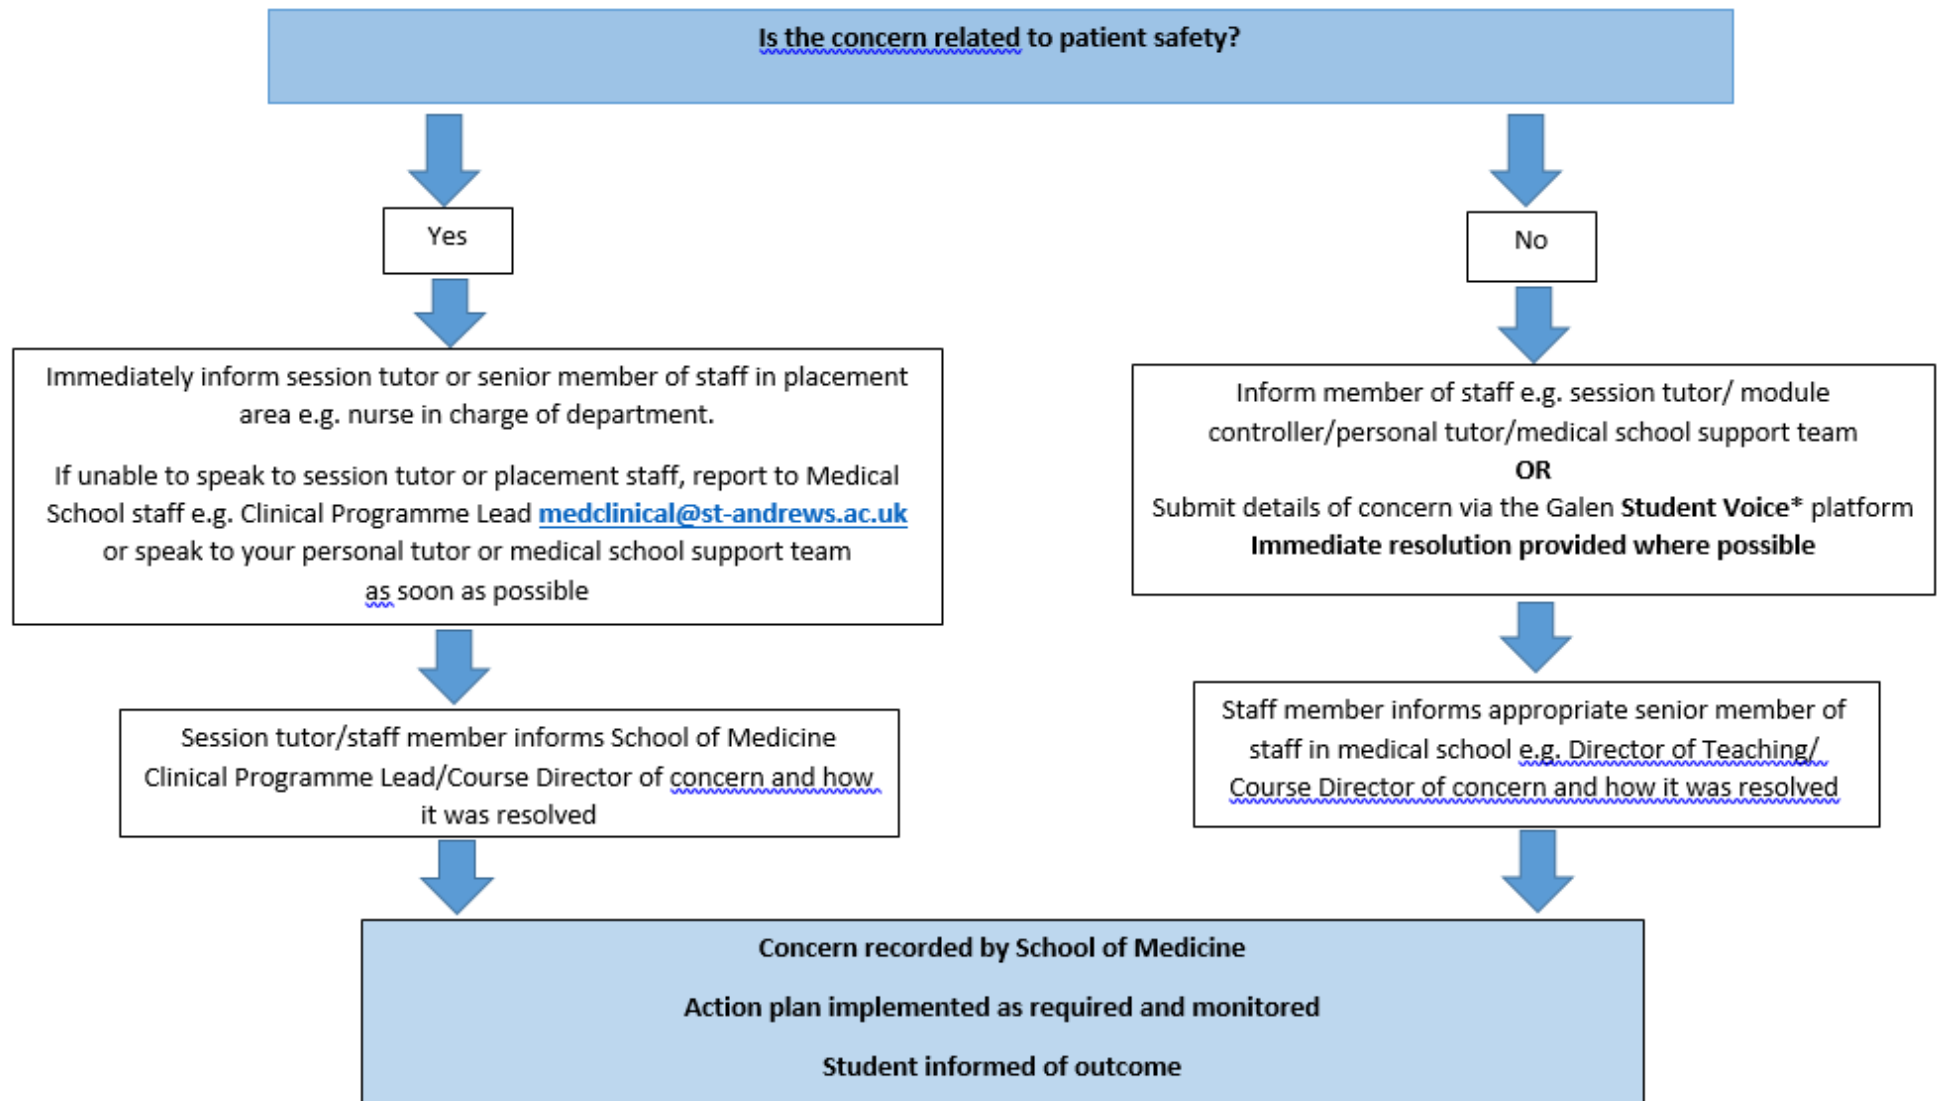 Is the concern related to patient safety?
Yes
No
Immediately inform session tutor or senior member of staff in placement
area e.g. nurse in charge of department.
If unable to speak to session tutor or placement staff, report to Medical
School staff e.g. Clinical Programme Lead medclinical@st-andrews.ac.uk
or speak to your personal tutor or medical school support team
as soon as possible
Inform member of staff e.g. session tutor/ module
controller/personal tutor/medical school support team
OR
Submit details of concern via the Galen Student Voice* platform
Immediate resolution provided where possible
Session tutor/staff member informs School of Medicine
Clinical Programme Lead/Course Director of concern and how
it was resolved
Staff member informs appropriate senior member of
staff in medical school e.g. Director of Teaching/
Course Director of concern and how it was resolved
Concern recorded by School of Medicine
Action plan implemented as required and monitored
Student informed of outcome